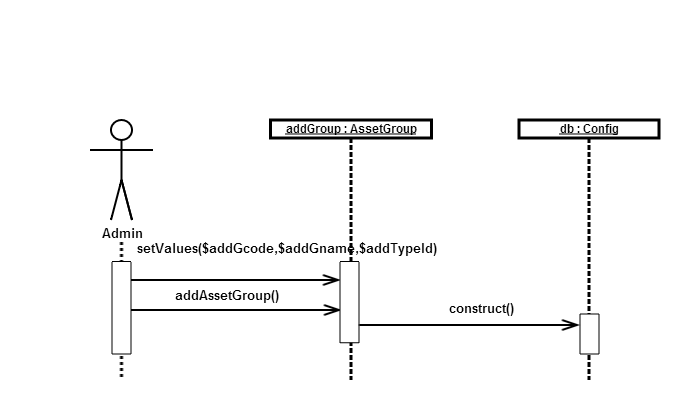 addGroup : AssetGroup
db : Config
Admin
setValues($addGcode,$addGname,$addTypeId)
addAssetGroup()
construct()